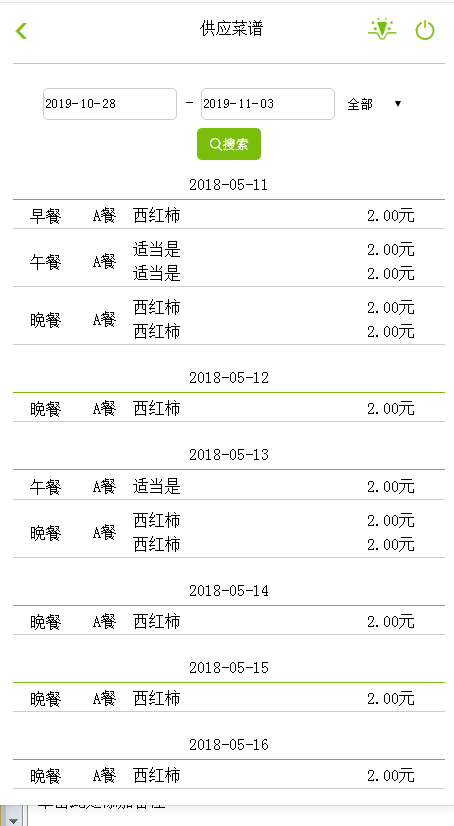 供应菜谱
2019-10-28 - 2019-11-03 全部
搜索
2018-05-11
早餐 A餐 西红柿 2.00元
午餐 A餐 适当是 2.00元
适当是 2.00元
晚餐 A餐 西红柿 2.00元
西红柿 2.00元
2018-05-12
晚餐 A餐 西红柿 2.00元
2018-05-13
午餐 A餐 适当是 2.00元
晚餐 A餐 西红柿 2.00元
西红柿 2.00元
2018-05-14
晚餐 A餐 西红柿 2.00元
2018-05-15
晚餐 A餐 西红柿 2.00元
2018-05-16
晚餐 A餐 西红柿 2.00元